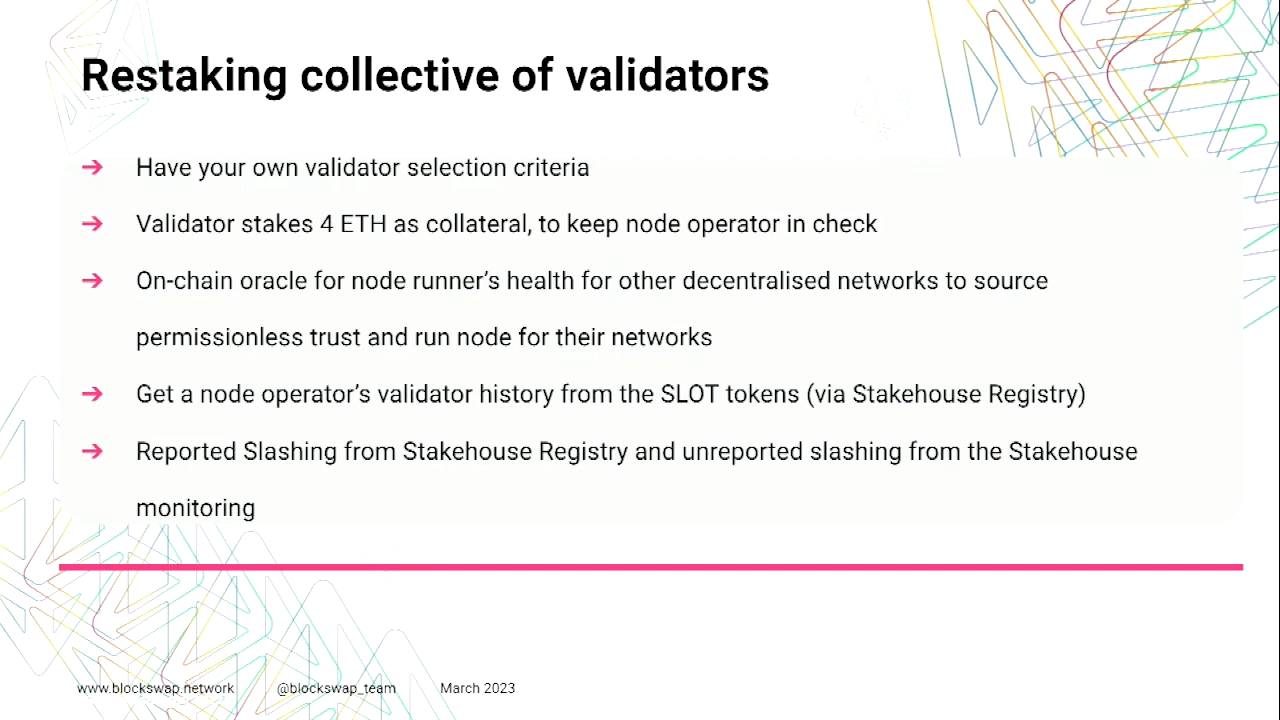 Restaking collective of validators
➔ Have your own validator selection criteria
➔ Validator stakes 4 ETH as collateral, to keep node operator in check
➔ On-chain oracle for node runner’s health for other decentralised networks to source
permissionless trust and run node for their networks
➔ Get a node operator’s validator history from the SLOT tokens (via Stakehouse Registry)
➔ Reported Slashing from Stakehouse Registry and unreported slashing from the Stakehouse
monitoring
www.blockswap.network @blockswap_team March 2023